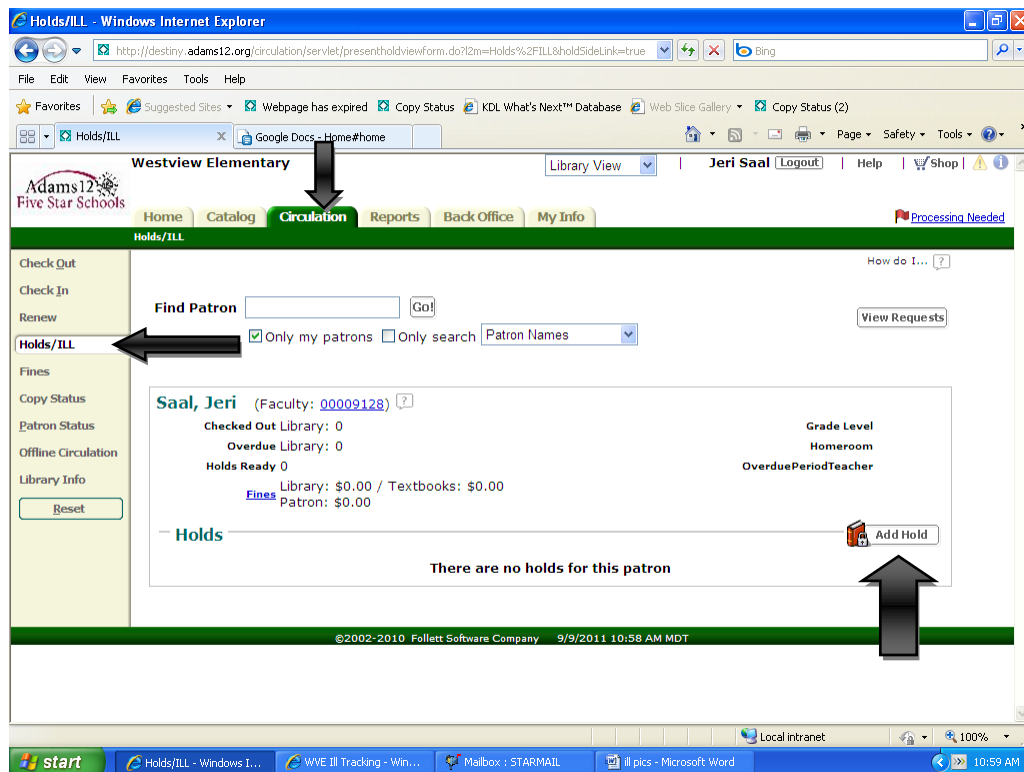 Holds/ILL - Windows Internet Explorer
http://destiny.adams12.org/circulation/servlet/presentholdviewform.do?l2m=Holds%2FILL&holdSideLink=true
Bing
File Edit View Favorites Tools Help
Favorites Suggested Sites Webpage has expired Copy Status KDL What's Next™ Database Web Slice Gallery Copy Status (2)
Holds/ILL X Google Docs - Home#home Page Safety Tools
Westview Elementary Library View | Jeri Saal Logout | Help | Shop |
Adams12
Five Star Schools
Home Catalog Circulation Reports Back Office My Info Processing Needed
Holds/ILL
How do I... ?
Check Out
Check In
Renew
Holds/ILL
Fines
Copy Status
Patron Status
Offline Circulation
Library Info
Reset
Find Patron Go!
Only my patrons Only search Patron Names
View Requests
Saal, Jeri (Faculty: 00009128) ?
Checked Out Library: 0 Grade Level
Overdue Library: 0 Homeroom
Holds Ready 0 OverduePeriodTeacher
Fines Library: $0.00 / Textbooks: $0.00
Patron: $0.00
Holds Add Hold
There are no holds for this patron
©2002-2010 Follett Software Company 9/9/2011 10:58 AM MDT
Local intranet 100%
start Holds/ILL - Windows I... WVE Ill Tracking - Win... Mailbox : STARMAIL ill pics - Microsoft Word 10:59 AM